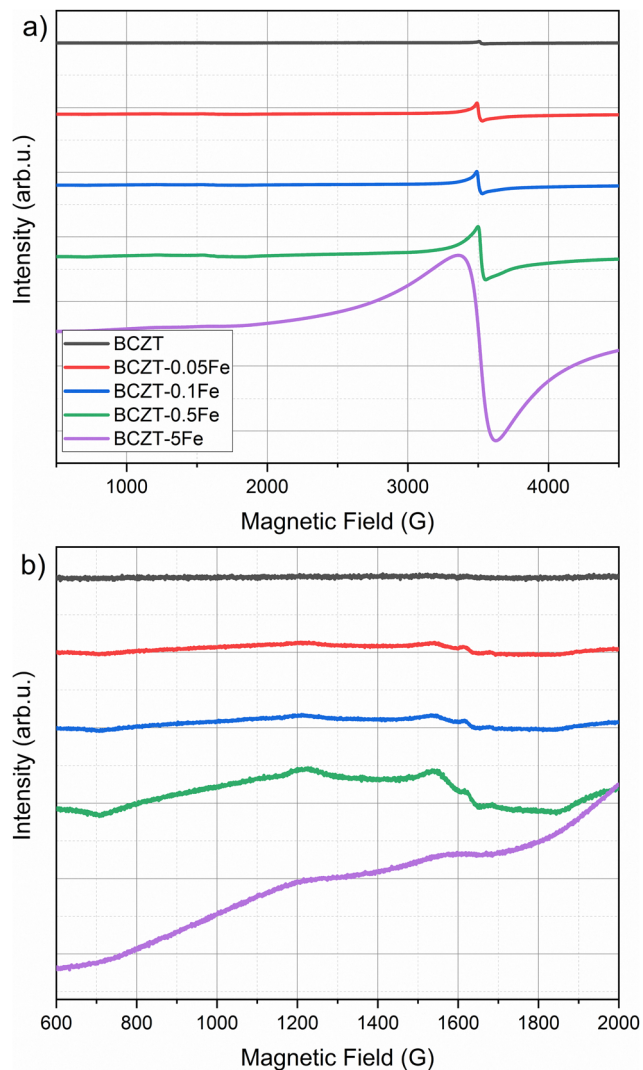 a)
Intensity (arb.u.)
BCZT
BCZT-0.05Fe
BCZT-0.1Fe
BCZT-0.5Fe
BCZT-5Fe
1000 2000 3000 4000
Magnetic Field (G)
b)
Intensity (arb.u.)
600 800 1000 1200 1400 1600 1800 2000
Magnetic Field (G)